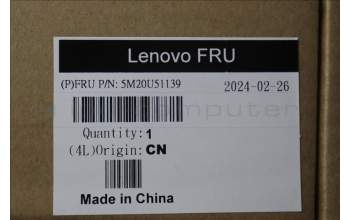 Lenovo FRU
(P)FRU P/N: 5M20U51139 2024-02-26
Quantity: 1
(4L)Origin: CN
Made in China